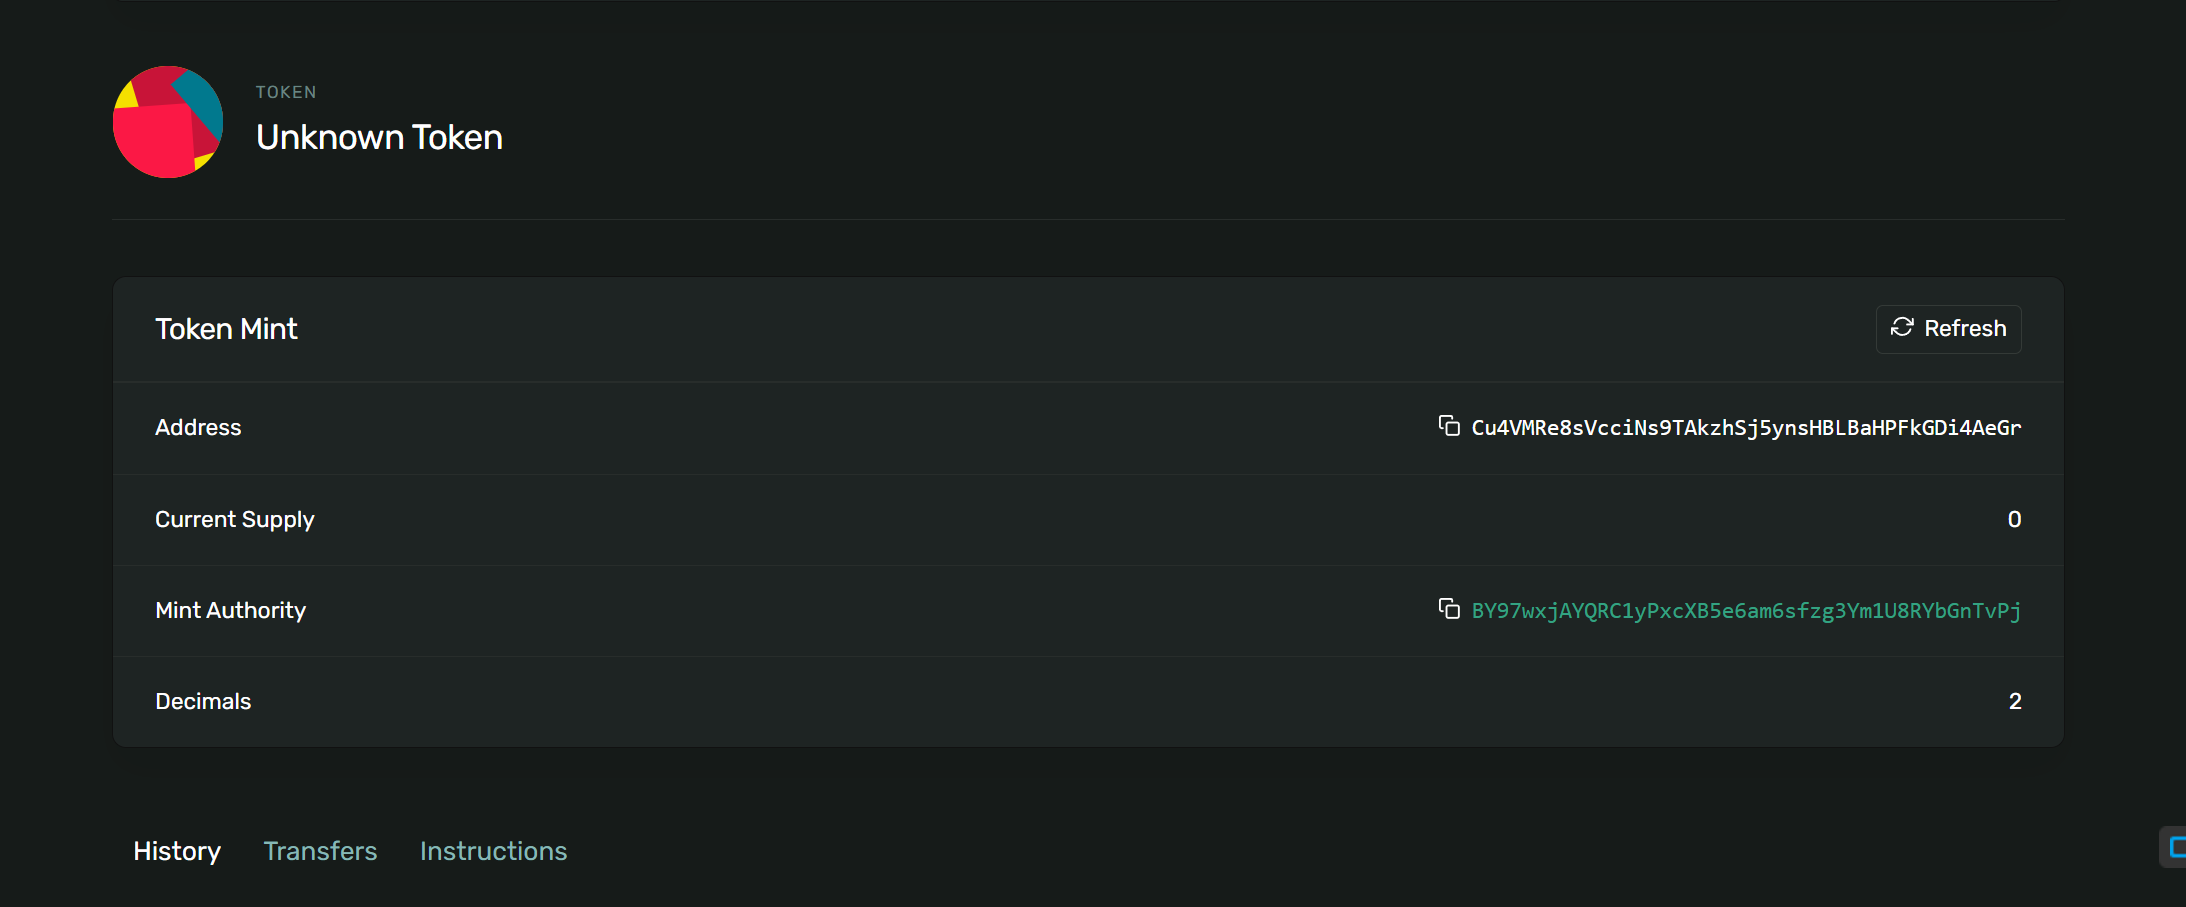 TOKEN
Unknown Token
Token Mint
Refresh
Address
Cu4VMRe8sVcciNs9TAkzhSj5ynsHBLBaHPFkGDi4AeGr
Current Supply
0
Mint Authority
BY97wxjAYQRC1yPxcXB5e6am6sfzg3Ym1U8RYbGnTvPj
Decimals
2
History Transfers Instructions